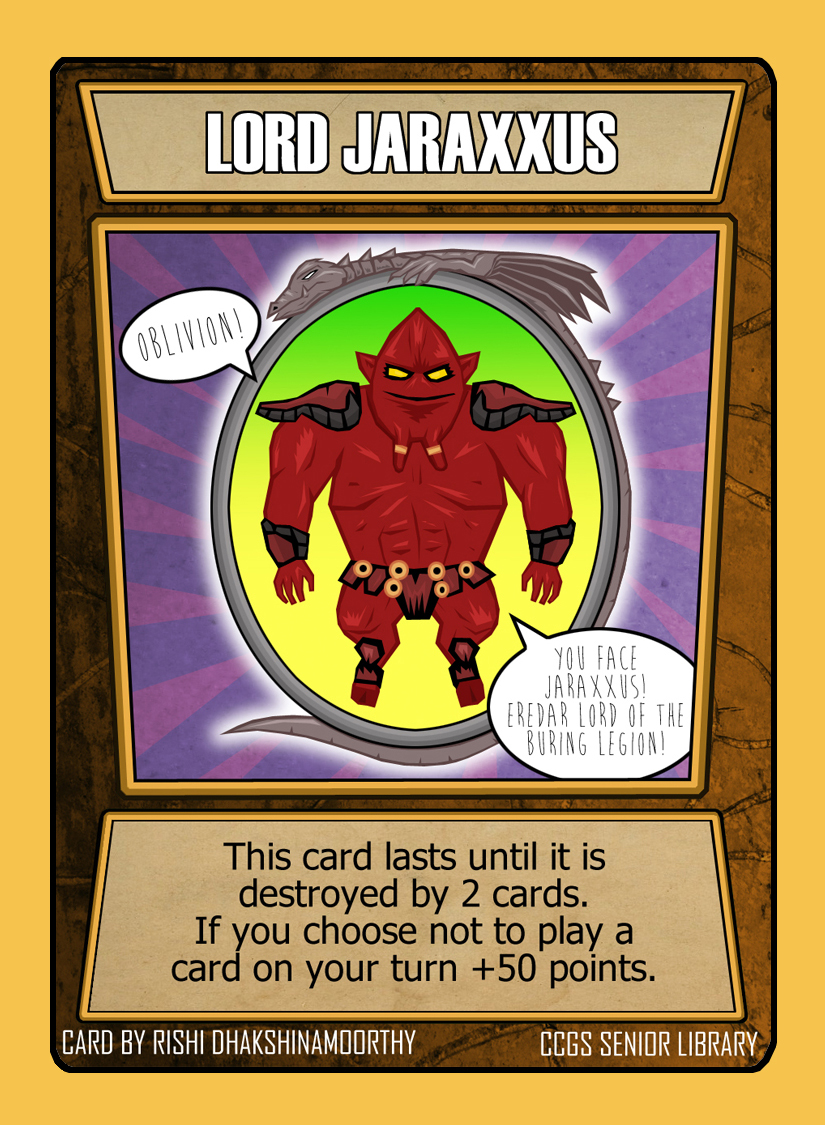 LORD JARAXXUS
OBLIVION!
YOU FACE
JARAXXUS!
EREDAR LORD OF THE
BURING LEGION!
This card lasts until it is
destroyed by 2 cards.
If you choose not to play a
card on your turn +50 points.
CARD BY RISHI DHAKSHINAMOORTHY
CCGS SENIOR LIBRARY